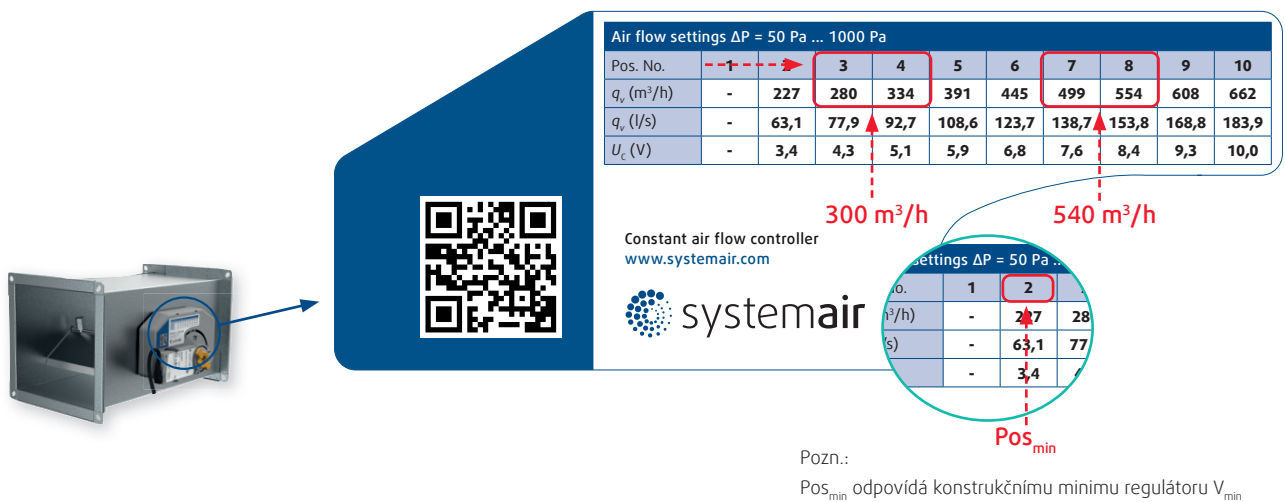 Air flow settings ΔP = 50 Pa ... 1000 Pa
Pos. No. 1 2 3 4 5 6 7 8 9 10
qv (m³/h) - 227 280 334 391 445 499 554 608 662
qv (l/s) - 63,1 77,9 92,7 108,6 123,7 138,7 153,8 168,8 183,9
Uc (V) - 3,4 4,3 5,1 5,9 6,8 7,6 8,4 9,3 10,0
300 m³/h 540 m³/h
Constant air flow controller
www.systemair.com
systemair
settings ΔP = 50 Pa ..
No. 1 2
m³/h) - 227 28
/s) - 63,1 77
- 3,4 4
Posmin
Pozn.:
Posmin odpovídá konstrukčnímu minimu regulátoru Vmin